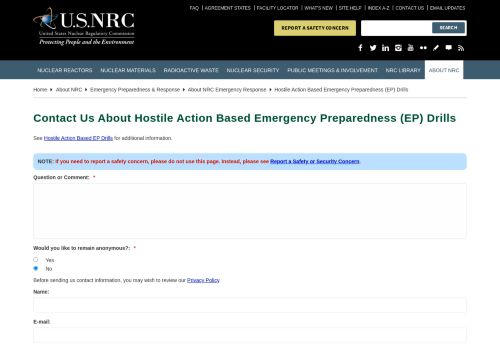 FAQ | AGREEMENT STATES | FACILITY LOCATOR | WHAT'S NEW | SITE HELP | INDEX A-Z | CONTACT US | EMAIL UPDATES
U.S.NRC
United States Nuclear Regulatory Commission
Protecting People and the Environment
REPORT A SAFETY CONCERN
SEARCH
NUCLEAR REACTORS NUCLEAR MATERIALS RADIOACTIVE WASTE NUCLEAR SECURITY PUBLIC MEETINGS & INVOLVEMENT NRC LIBRARY ABOUT NRC
Home About NRC Emergency Preparedness & Response About NRC Emergency Response Hostile Action Based Emergency Preparedness (EP) Drills
Contact Us About Hostile Action Based Emergency Preparedness (EP) Drills
See Hostile Action Based EP Drills for additional information.
NOTE: If you need to report a safety concern, please do not use this page. Instead, please see Report a Safety or Security Concern.
Question or Comment: *
Would you like to remain anonymous?: *
Yes
No
Before sending us contact information, you may wish to review our Privacy Policy
Name:
E-mail: